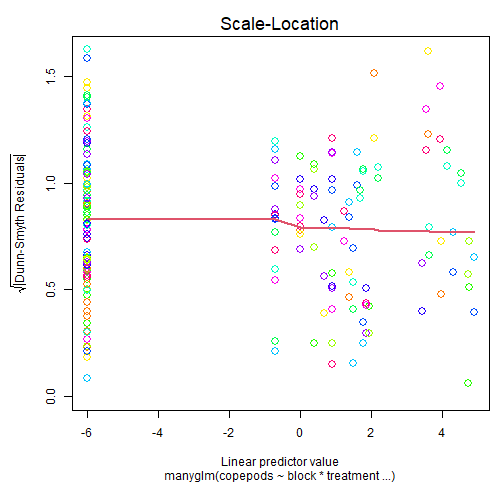 Scale-Location
√|Dunn-Smyth Residuals|
1.5
1.0
0.5
0.0
-6 -4 -2 0 2 4
Linear predictor value
manyglm(copepods ~ block * treatment ...)